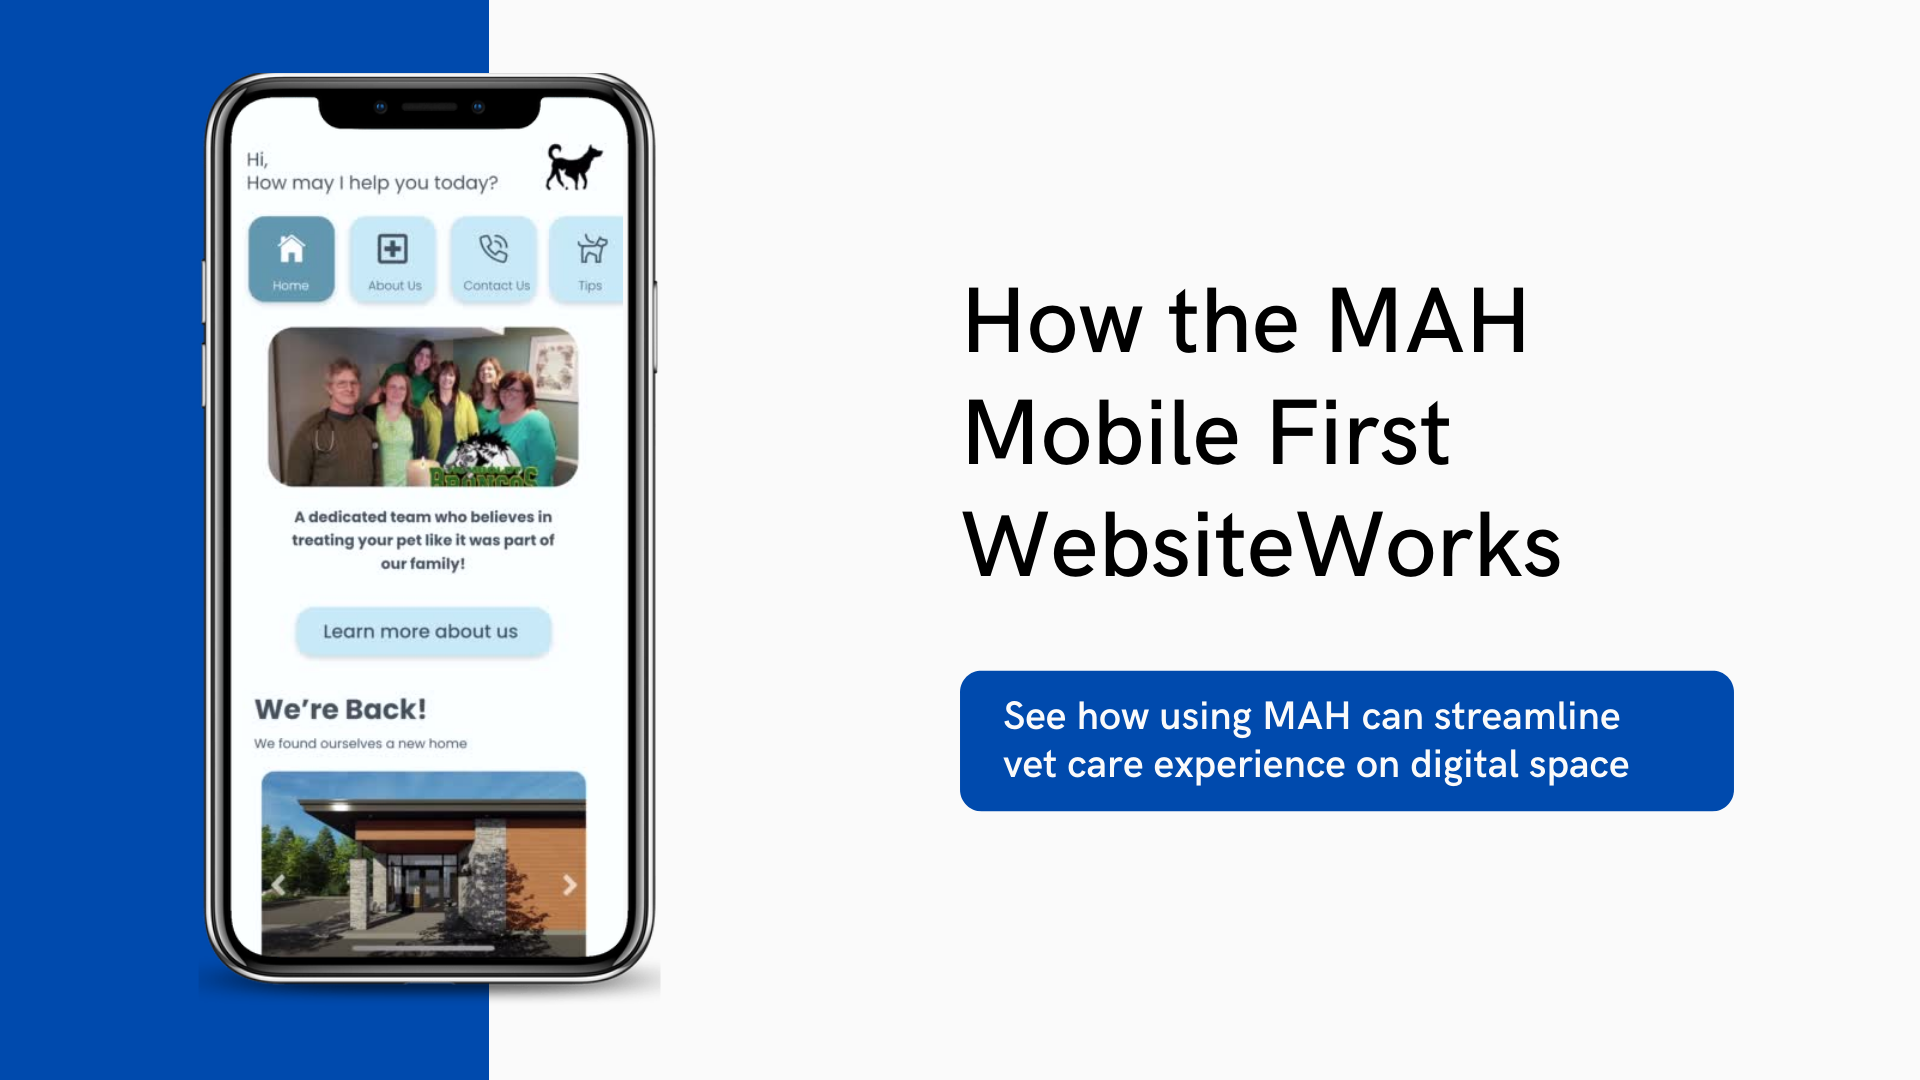 Hi,
How may I help you today?
Home
About Us
Contact Us
Tips
BRONCOS
A dedicated team who believes in
treating your pet like it was part of
our family!
Learn more about us
We're Back!
We found ourselves a new home
How the MAH
Mobile First
WebsiteWorks
See how using MAH can streamline
vet care experience on digital space